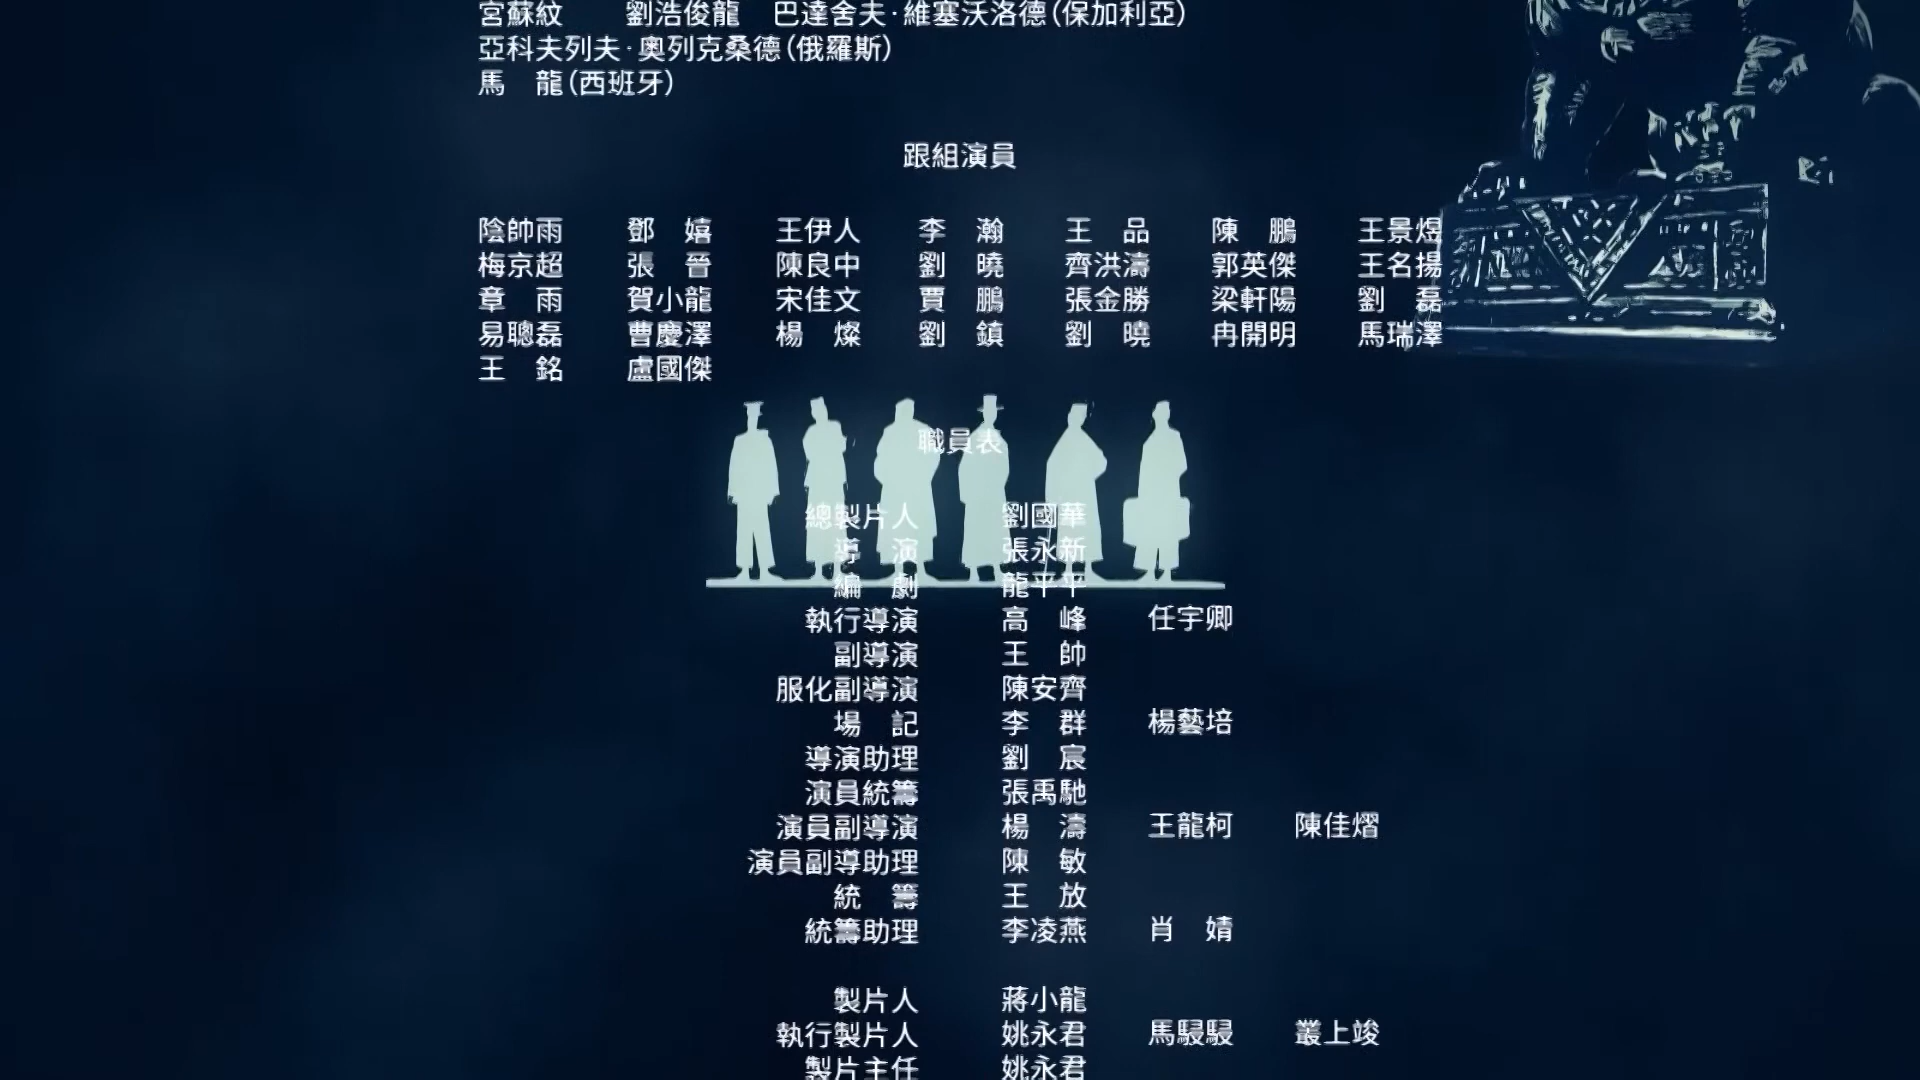 宮蘇紋 劉浩俊龍 巴達舍夫·維塞沃洛德(保加利亞)
亞科夫列夫·奧列克桑德(俄羅斯)
馬 龍(西班牙)
跟組演員
陰帥雨 鄧 嬉 王伊人 李 瀚 王 品 陳 鵬 王景煜
梅京超 張 晉 陳良中 劉 曉 齊洪濤 郭英傑 王名揚
章 雨 賀小龍 宋佳文 賈 鵬 張金勝 梁軒陽 劉 磊
易聰磊 曹慶澤 楊 燦 劉 鎮 劉 曉 冉開明 馬瑞澤
王 銘 盧國傑
職員表
總製片人 劉國華
導 演 張永新
編 劇 龍平平
執行導演 高 峰 任宇卿
副導演 王 帥
服化副導演 陳安齊
場 記 李 群 楊藝培
導演助理 劉 宸
演員統籌 張禹馳
演員副導演 楊 濤 王龍柯 陳佳熠
演員副導助理 陳 敏
統 籌 王 放
統籌助理 李凌燕 肖 婧
製片人 蔣小龍
執行製片人 姚永君 馬駸駸 叢上竣
製片主任 姚永君